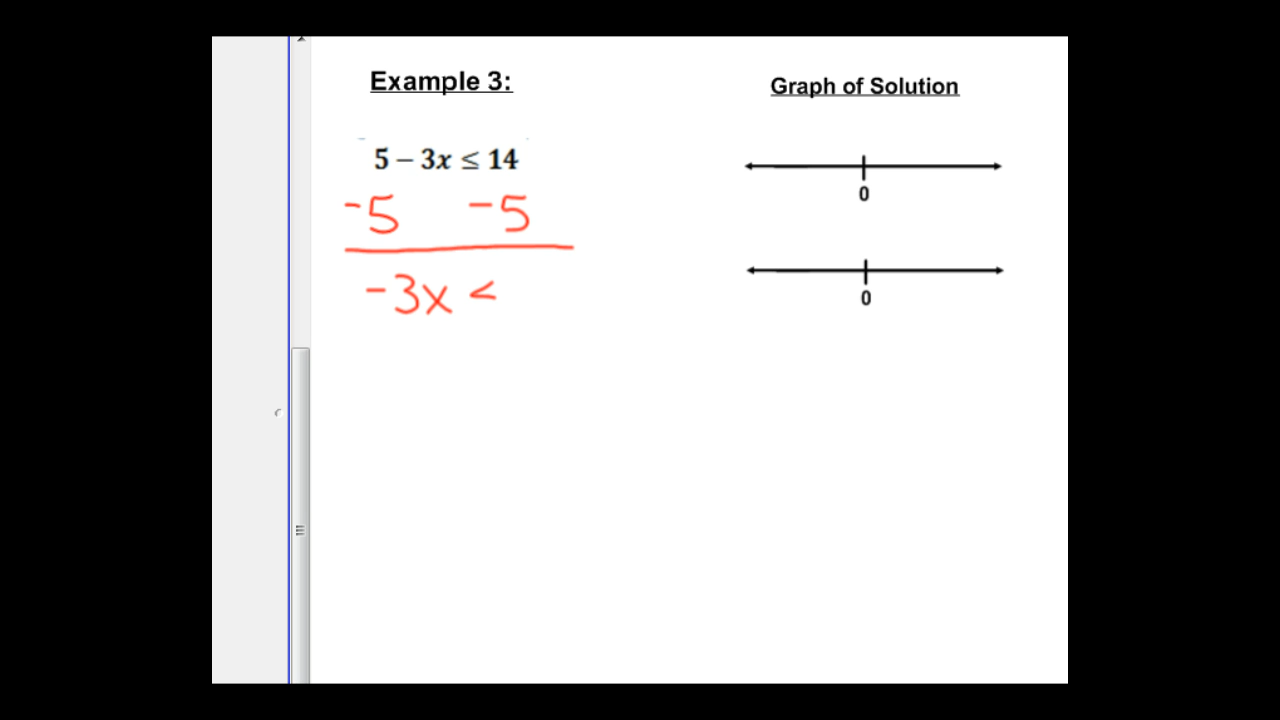 Example 3:
Graph of Solution
5 – 3x ≤ 14
-5 -5
-3x <
0
0